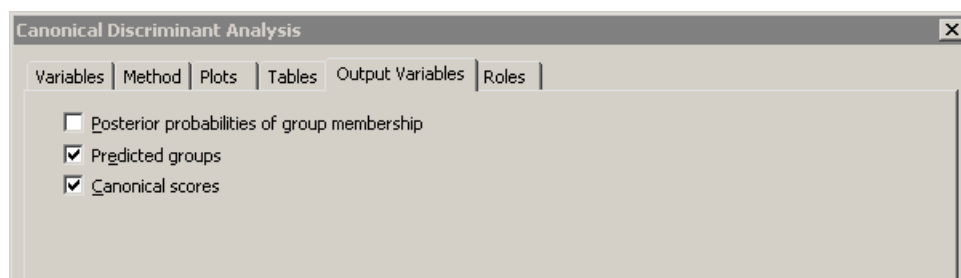 Canonical Discriminant Analysis
Variables Method Plots Tables Output Variables Roles
Posterior probabilities of group membership
Predicted groups
Canonical scores